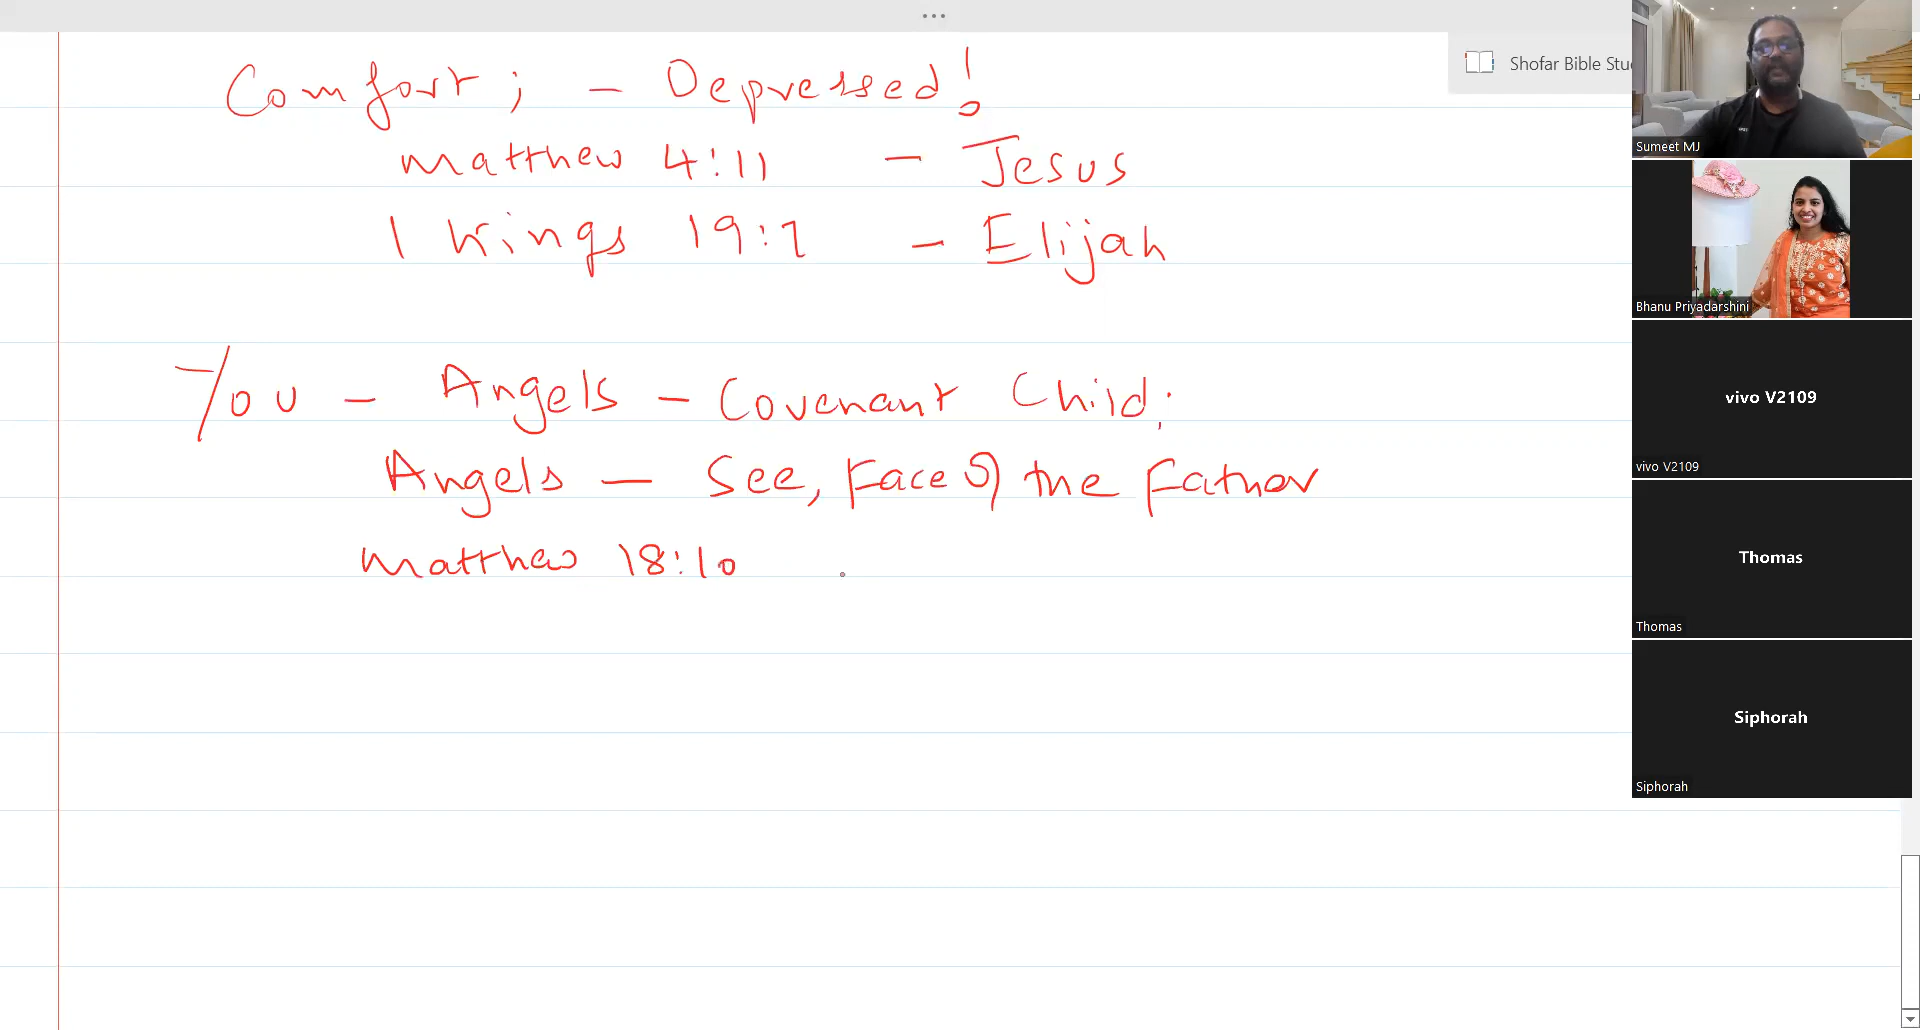 Comfort ; - Depressed!
Matthew 4:11 - Jesus
1 Kings 19:7 - Elijah
You - Angels - Covenant Child;
Angels - See, Face of the Father
Matthew 18:10
Shofar Bible Stu
Sumeet MJ
Bhanu Priyadarshini
vivo V2109
vivo V2109
Thomas
Thomas
Siphorah
Siphorah